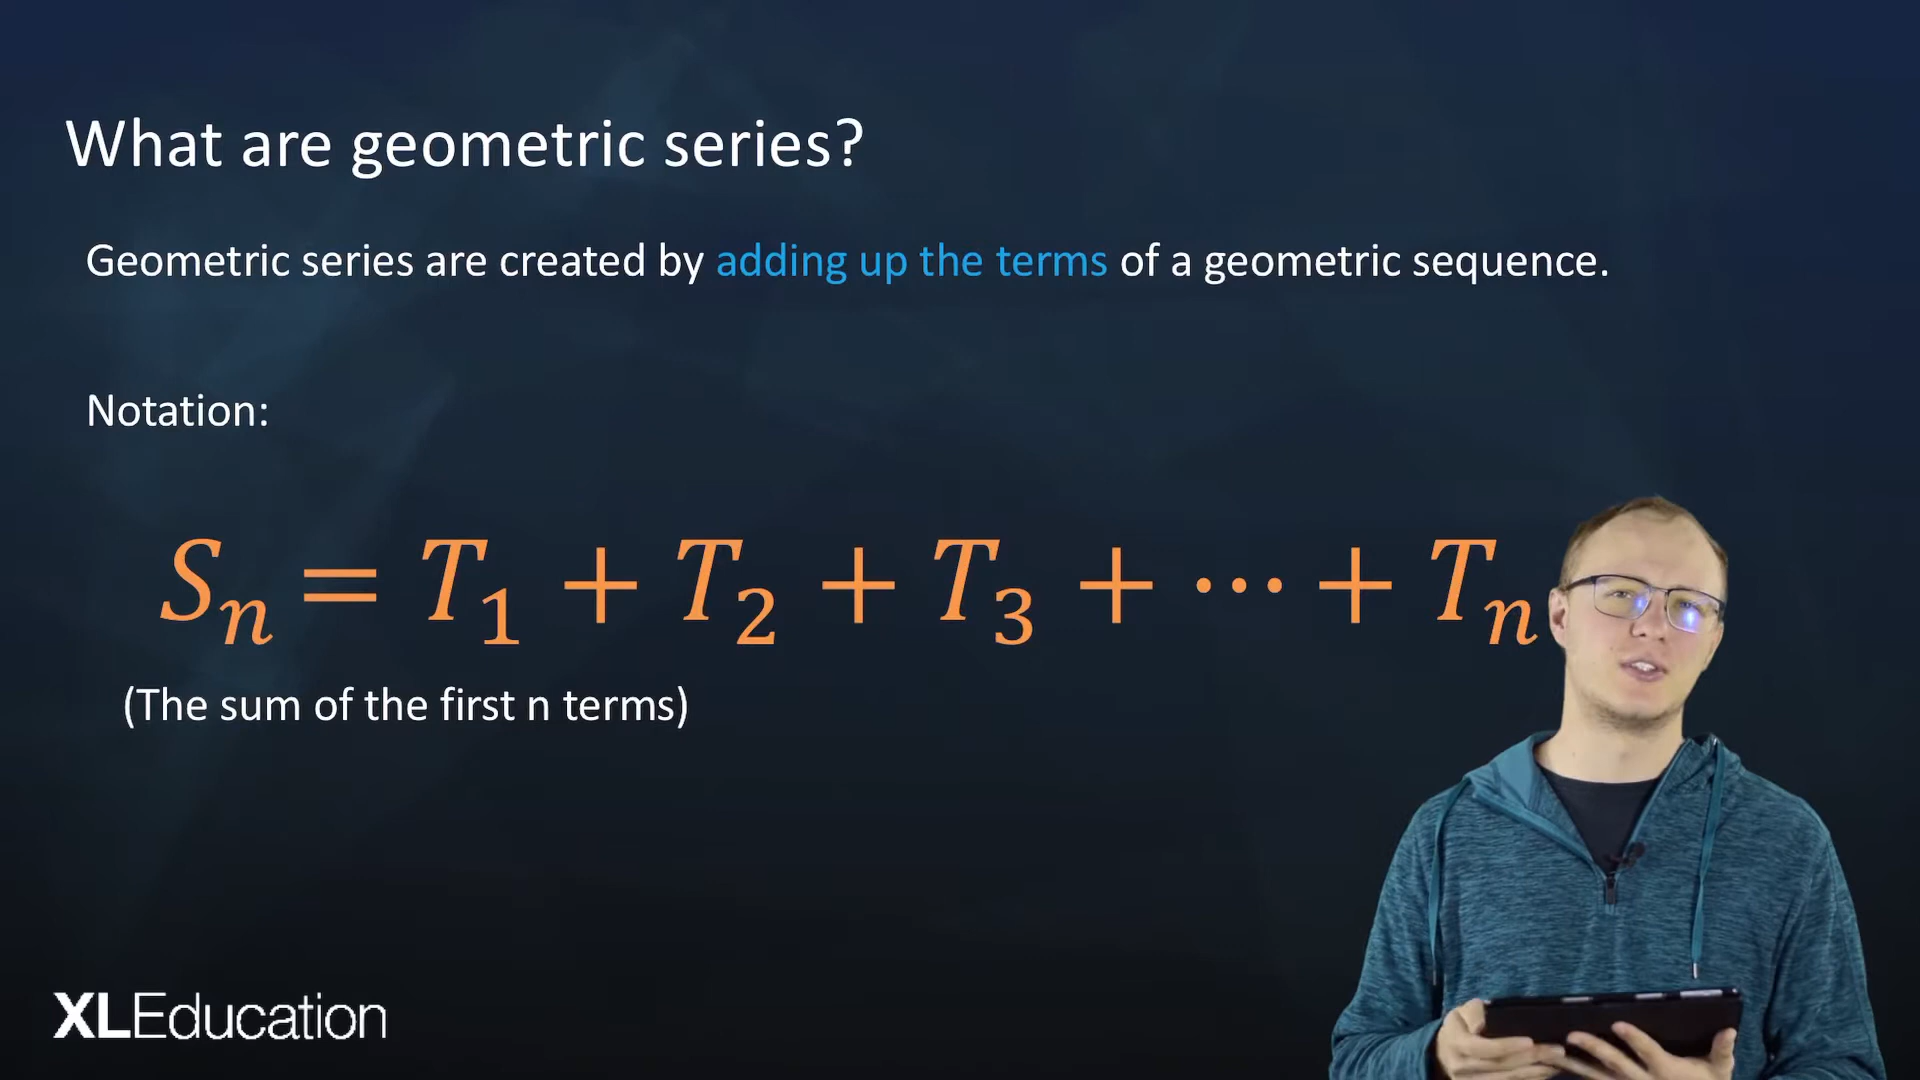 What are geometric series?
Geometric series are created by adding up the terms of a geometric sequence.
Notation:
Sₙ = T₁ + T₂ + T₃ + ⋯ + Tₙ
(The sum of the first n terms)
XLEducation